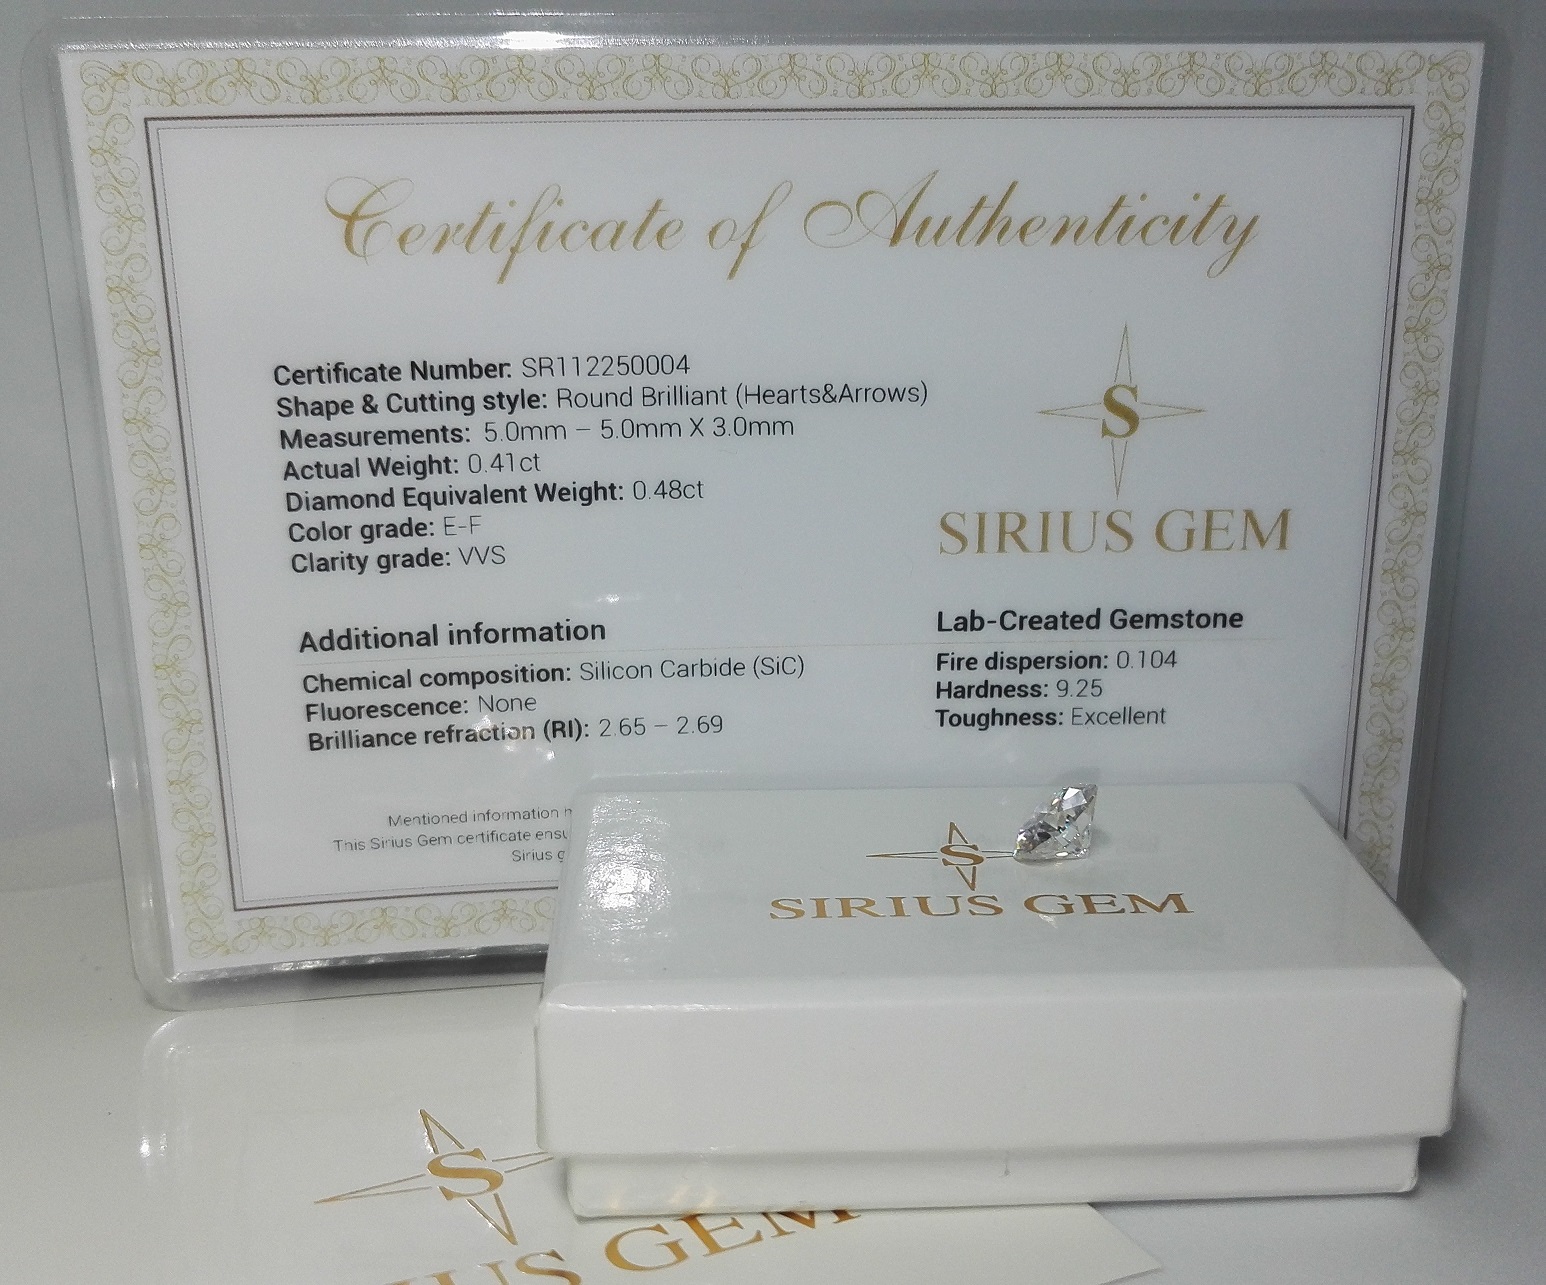 Certificate of Authenticity
Certificate Number: SR112250004
Shape & Cutting style: Round Brilliant (Hearts&Arrows)
Measurements: 5.0mm – 5.0mm X 3.0mm
Actual Weight: 0.41ct
Diamond Equivalent Weight: 0.48ct
Color grade: E-F
Clarity grade: VVS
S
SIRIUS GEM
Additional information
Chemical composition: Silicon Carbide (SiC)
Fluorescence: None
Brilliance refraction (RI): 2.65 – 2.69
Lab-Created Gemstone
Fire dispersion: 0.104
Hardness: 9.25
Toughness: Excellent
Mentioned information
This Sirius Gem certificate
Sirius
S
SIRIUS GEM
S
US GEM